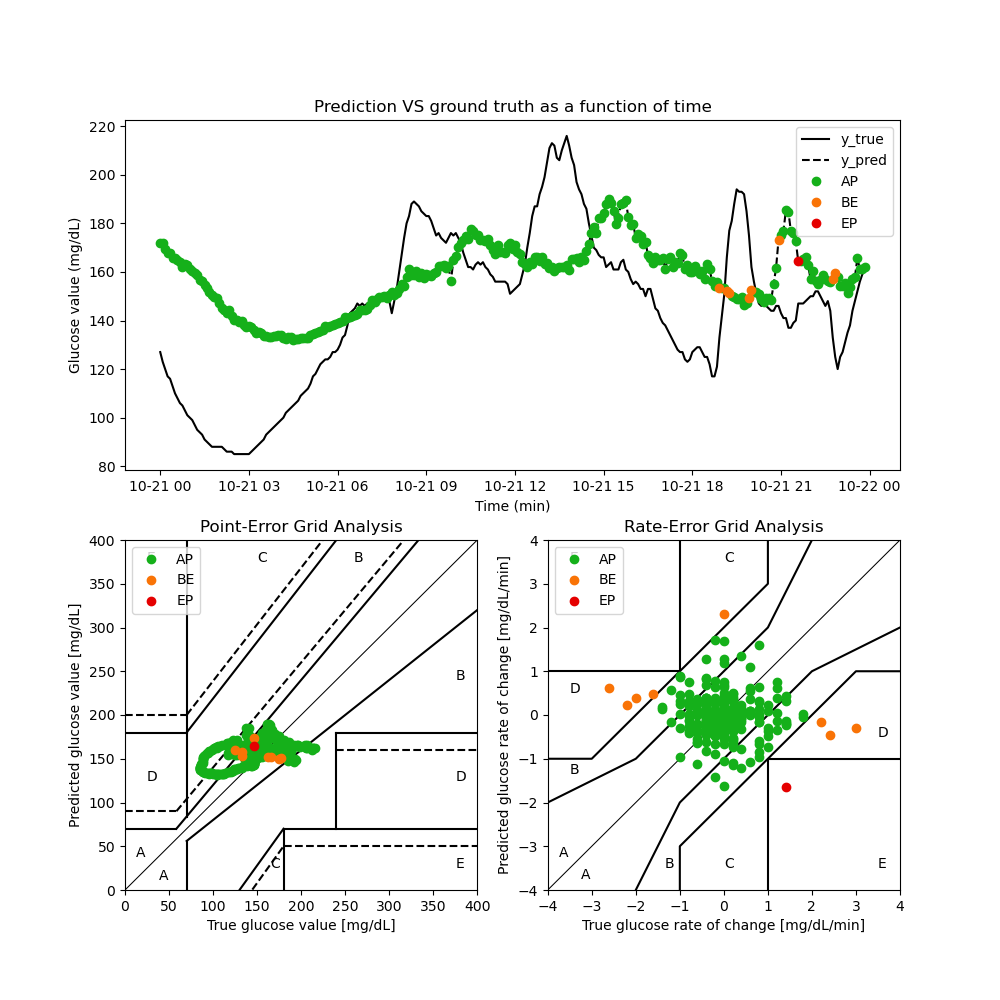 Prediction VS ground truth as a function of time
Glucose value (mg/dL)
220
200
180
160
140
120
100
80
y_true
y_pred
AP
BE
EP
10-21 00 10-21 03 10-21 06 10-21 09 10-21 12 10-21 15 10-21 18 10-21 21 10-22 00
Time (min)
Point-Error Grid Analysis
Predicted glucose value [mg/dL]
400
350
300
250
200
150
100
50
0
AP
BE
EP
C
B
B
D
D
A
A
C
E
0 50 100 150 200 250 300 350 400
True glucose value [mg/dL]
Rate-Error Grid Analysis
Predicted glucose rate of change [mg/dL/min]
4
3
2
1
0
−1
−2
−3
−4
AP
BE
EP
C
D
D
B
A
A
B
C
E
−4 −3 −2 −1 0 1 2 3 4
True glucose rate of change [mg/dL/min]